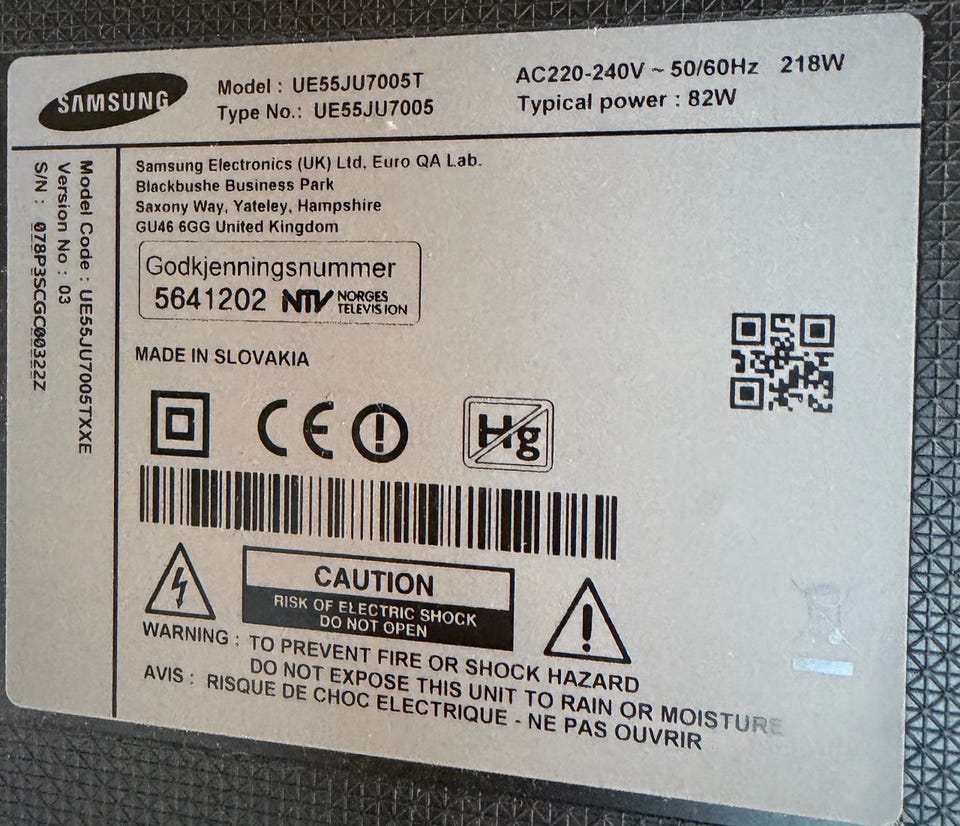 SAMSUNG
Model : UE55JU7005T
Type No.: UE55JU7005
AC220-240V ~ 50/60Hz 218W
Typical power : 82W
Model Code : UE55JU7005TXXE
Version No : 03
S/N : 078P3SCGC00322Z
Samsung Electronics (UK) Ltd, Euro QA Lab.
Blackbushe Business Park
Saxony Way, Yateley, Hampshire
GU46 6GG United Kingdom
Godkjenningsnummer
5641202 NTV NORGES
TELEVISION
MADE IN SLOVAKIA
CE
Hg
CAUTION
RISK OF ELECTRIC SHOCK
DO NOT OPEN
WARNING : TO PREVENT FIRE OR SHOCK HAZARD
DO NOT EXPOSE THIS UNIT TO RAIN OR MOISTURE
AVIS : RISQUE DE CHOC ELECTRIQUE - NE PAS OUVRIR